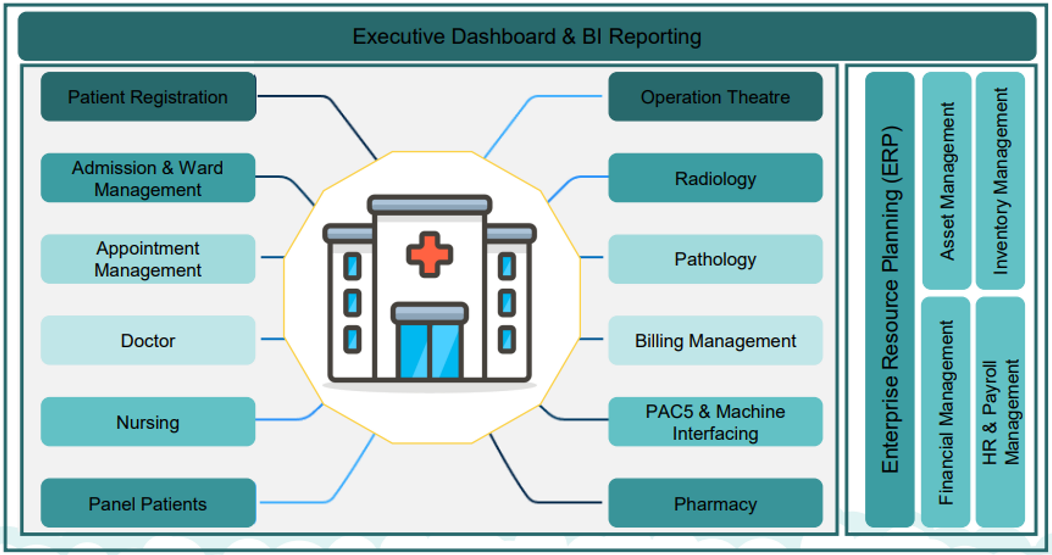 Executive Dashboard & BI Reporting
Patient Registration
Admission & Ward
Management
Appointment
Management
Doctor
Nursing
Panel Patients
Operation Theatre
Radiology
Pathology
Billing Management
PAC5 & Machine
Interfacing
Pharmacy
Enterprise Resource Planning (ERP)
Asset Management
Inventory Management
Financial Management
HR & Payroll
Management